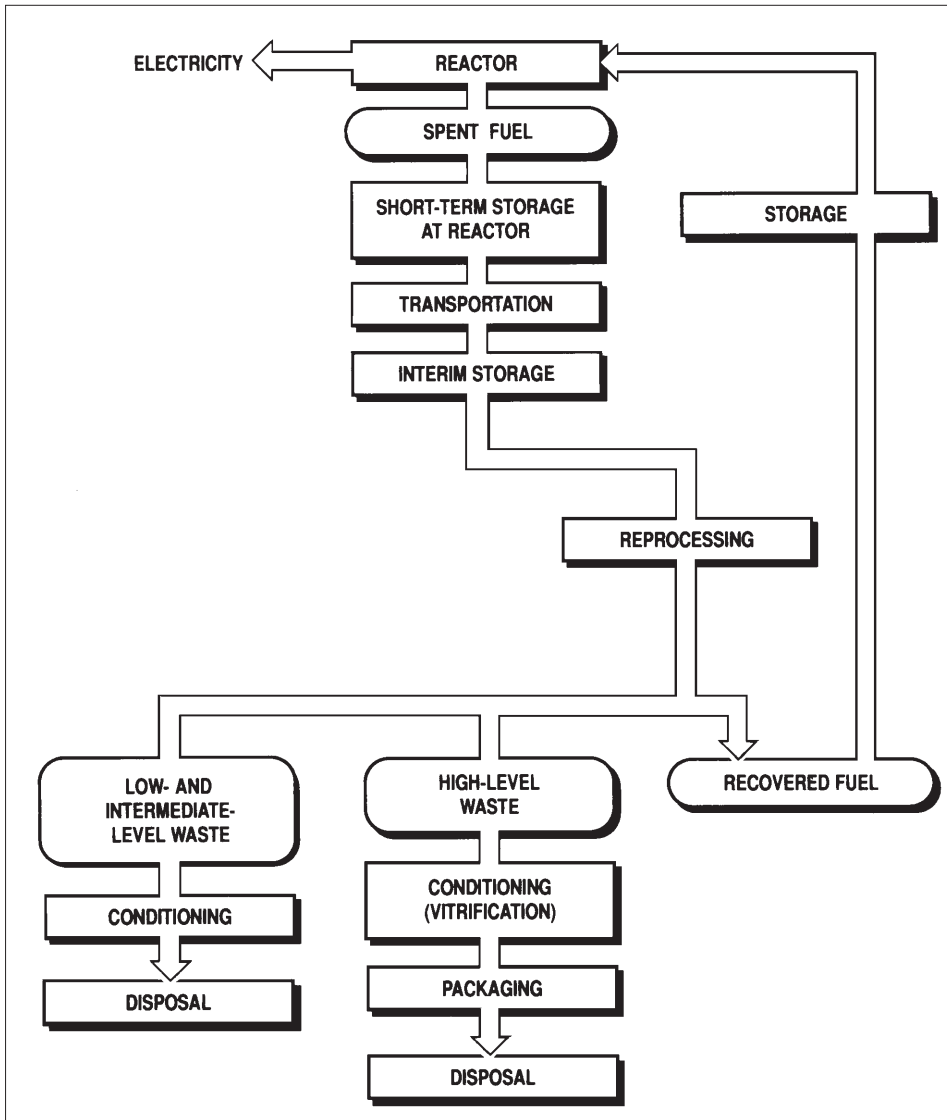 ELECTRICITY
REACTOR
SPENT FUEL
SHORT-TERM STORAGE
AT REACTOR
STORAGE
TRANSPORTATION
INTERIM STORAGE
REPROCESSING
LOW- AND
INTERMEDIATE-
LEVEL WASTE
HIGH-LEVEL
WASTE
RECOVERED FUEL
CONDITIONING
CONDITIONING
(VITRIFICATION)
DISPOSAL
PACKAGING
DISPOSAL